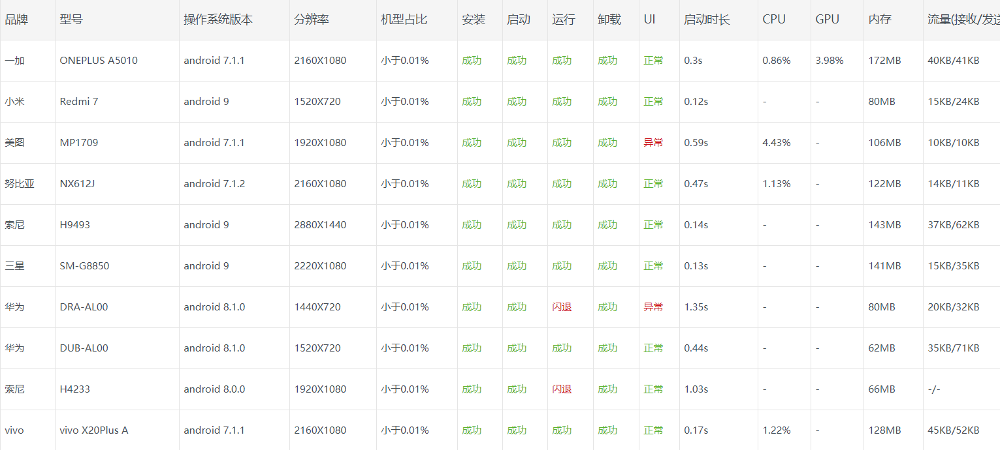 品牌 型号 操作系统版本 分辨率 机型占比 安装 启动 运行 卸载 UI 启动时长 CPU GPU 内存 流量(接收/发送
一加 ONEPLUS A5010 android 7.1.1 2160X1080 小于0.01% 成功 成功 成功 成功 正常 0.3s 0.86% 3.98% 172MB 40KB/41KB
小米 Redmi 7 android 9 1520X720 小于0.01% 成功 成功 成功 成功 正常 0.12s - - 80MB 15KB/24KB
美图 MP1709 android 7.1.1 1920X1080 小于0.01% 成功 成功 成功 成功 异常 0.59s 4.43% - 106MB 10KB/10KB
努比亚 NX612J android 7.1.2 2160X1080 小于0.01% 成功 成功 成功 成功 正常 0.47s 1.13% - 122MB 14KB/11KB
索尼 H9493 android 9 2880X1440 小于0.01% 成功 成功 成功 成功 正常 0.14s - - 143MB 37KB/62KB
三星 SM-G8850 android 9 2220X1080 小于0.01% 成功 成功 成功 成功 正常 0.13s - - 141MB 15KB/35KB
华为 DRA-AL00 android 8.1.0 1440X720 小于0.01% 成功 成功 闪退 成功 异常 1.35s - - 80MB 20KB/32KB
华为 DUB-AL00 android 8.1.0 1520X720 小于0.01% 成功 成功 成功 成功 正常 0.44s - - 62MB 35KB/71KB
索尼 H4233 android 8.0.0 1920X1080 小于0.01% 成功 成功 闪退 成功 正常 1.03s - - 66MB -/-
vivo vivo X20Plus A android 7.1.1 2160X1080 小于0.01% 成功 成功 成功 成功 正常 0.17s 1.22% - 128MB 45KB/52KB